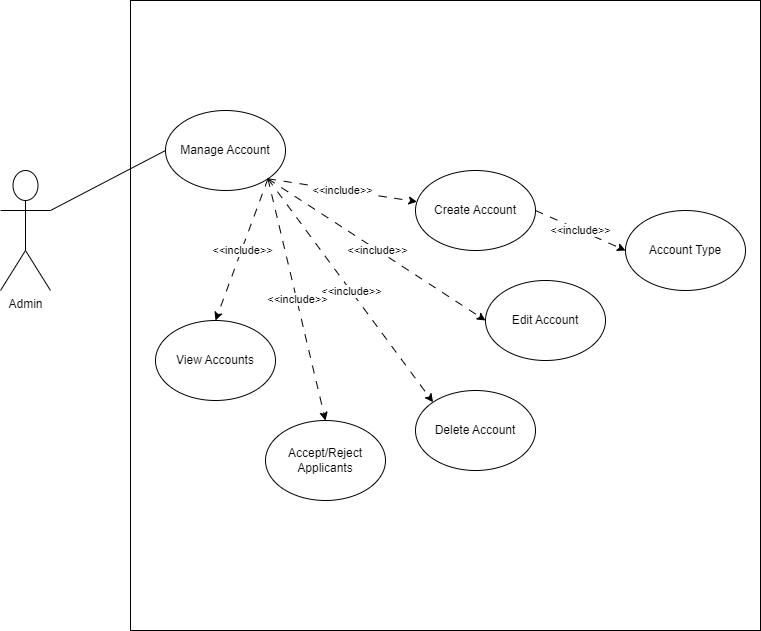 Manage Account
<<include>>
Create Account
<<include>>
Account Type
<<include>>
<<include>>
Admin
<<include>>
<<include>>
Edit Account
View Accounts
Delete Account
Accept/Reject
Applicants